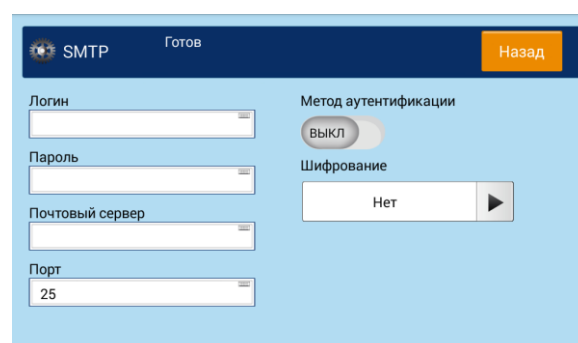 SMTP
Готов
Назад
Логин
Пароль
Почтовый сервер
Порт
25
Метод аутентификации
ВЫКЛ
Шифрование
Нет